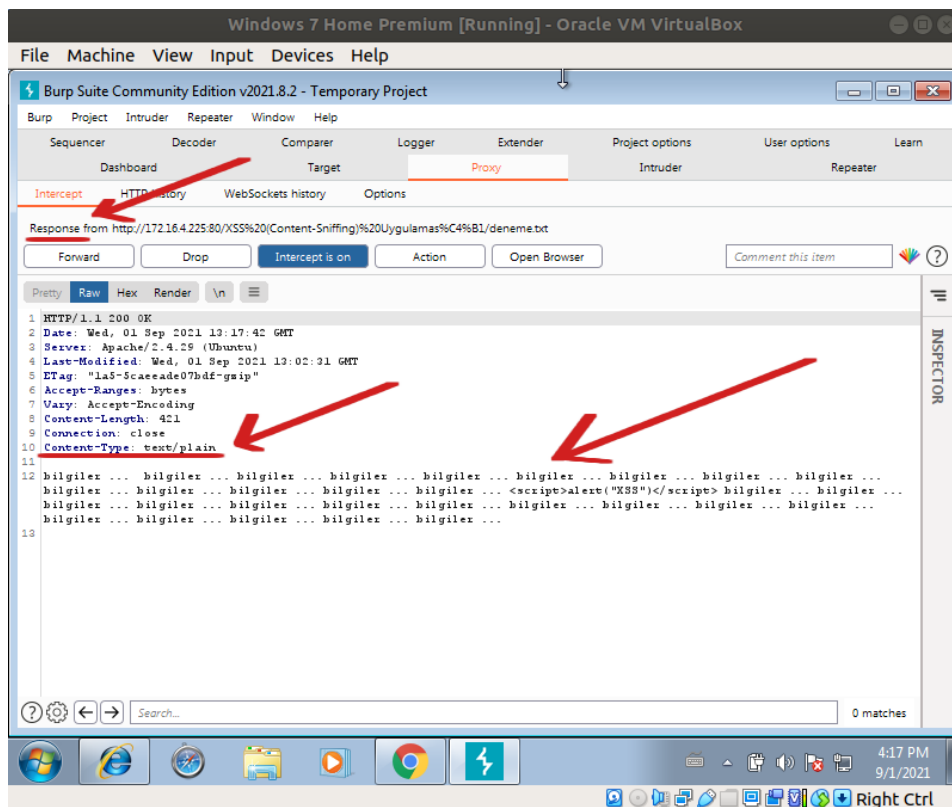 Windows 7 Home Premium [Running] - Oracle VM VirtualBox
File Machine View Input Devices Help
Burp Suite Community Edition v2021.8.2 - Temporary Project
Burp Project Intruder Repeater Window Help
Sequencer Decoder Comparer Logger Extender Project options User options Learn
Dashboard Target Proxy Intruder Repeater
Intercept HTTP history WebSockets history Options
Response from http://172.16.4.225:80/XSS%20(Content-Sniffing)%20Uygulamas%C4%B1/deneme.txt
Forward Drop Intercept is on Action Open Browser Comment this item ?
Pretty Raw Hex Render \n
INSPECTOR
1 HTTP/1.1 200 OK
2 Date: Wed, 01 Sep 2021 13:17:42 GMT
3 Server: Apache/2.4.29 (Ubuntu)
4 Last-Modified: Wed, 01 Sep 2021 13:02:31 GMT
5 ETag: "1a5-5caeeade07bdf-gzip"
6 Accept-Ranges: bytes
7 Vary: Accept-Encoding
8 Content-Length: 421
9 Connection: close
10 Content-Type: text/plain
11
12 bilgiler ... bilgiler ... bilgiler ... bilgiler ... bilgiler ... bilgiler ... bilgiler ... bilgiler ... bilgiler ...
bilgiler ... bilgiler ... bilgiler ... bilgiler ... bilgiler ... <script>alert("XSS")</script> bilgiler ... bilgiler ...
bilgiler ... bilgiler ... bilgiler ... bilgiler ... bilgiler ... bilgiler ... bilgiler ... bilgiler ... bilgiler ...
bilgiler ... bilgiler ... bilgiler ... bilgiler ... bilgiler ...
13
? Search... 0 matches
4:17 PM
9/1/2021
Right Ctrl